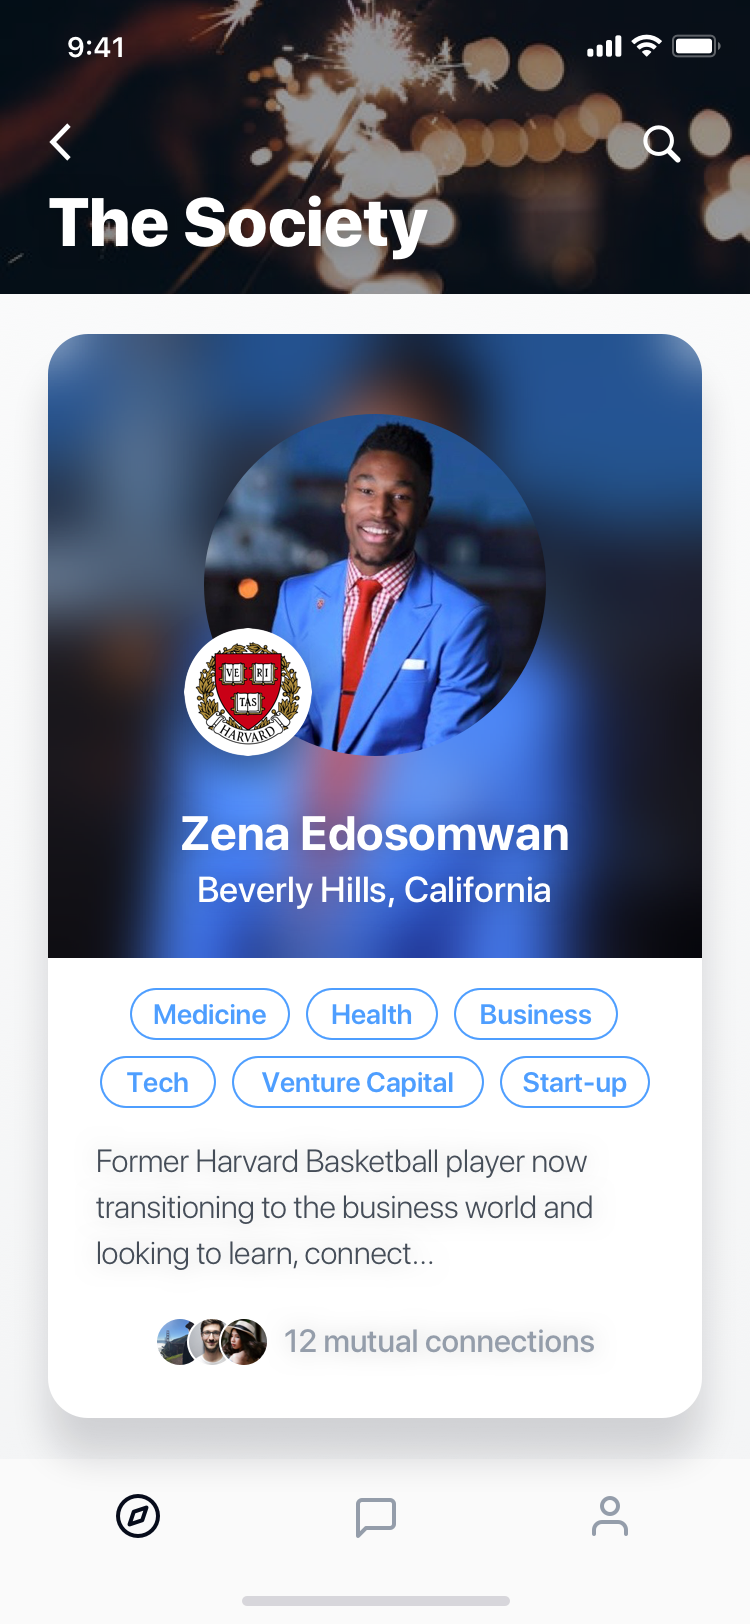 9:41
The Society
VE RI
TAS
HARVARD
Zena Edosomwan
Beverly Hills, California
Medicine Health Business
Tech Venture Capital Start-up
Former Harvard Basketball player now
transitioning to the business world and
looking to learn, connect...
12 mutual connections